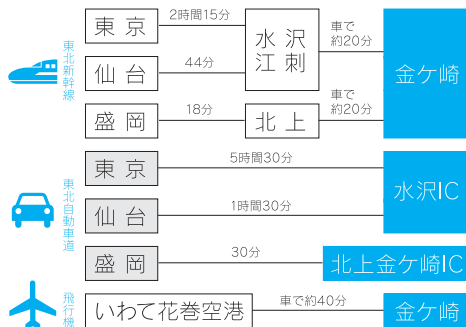 東北新幹線
東京
2時間15分
仙台
44分
水沢
江刺
車で
約20分
盛岡
18分
北上
車で
約20分
金ケ崎
東北自動車道
東京
5時間30分
仙台
1時間30分
水沢IC
盛岡
30分
北上金ケ崎IC
飛行機
いわて花巻空港
車で約40分
金ケ崎